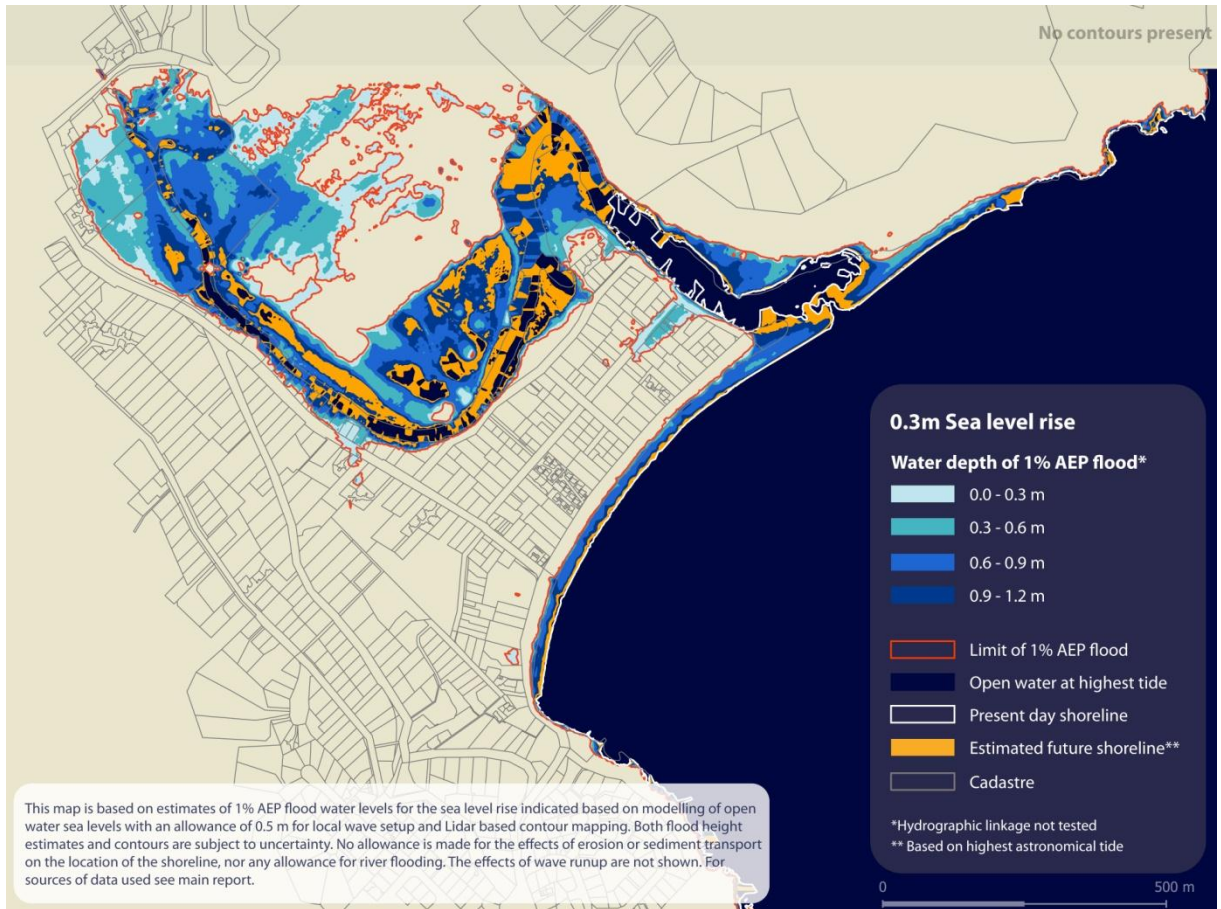 No contours present
0.3m Sea level rise
Water depth of 1% AEP flood*
0.0 - 0.3 m
0.3 - 0.6 m
0.6 - 0.9 m
0.9 - 1.2 m
Limit of 1% AEP flood
Open water at highest tide
Present day shoreline
Estimated future shoreline**
Cadastre
*Hydrographic linkage not tested
** Based on highest astronomical tide
This map is based on estimates of 1% AEP flood water levels for the sea level rise indicated based on modelling of open
water sea levels with an allowance of 0.5 m for local wave setup and Lidar based contour mapping. Both flood height
estimates and contours are subject to uncertainty. No allowance is made for the effects of erosion or sediment transport
on the location of the shoreline, nor any allowance for river flooding. The effects of wave runup are not shown. For
sources of data used see main report.
0 500 m